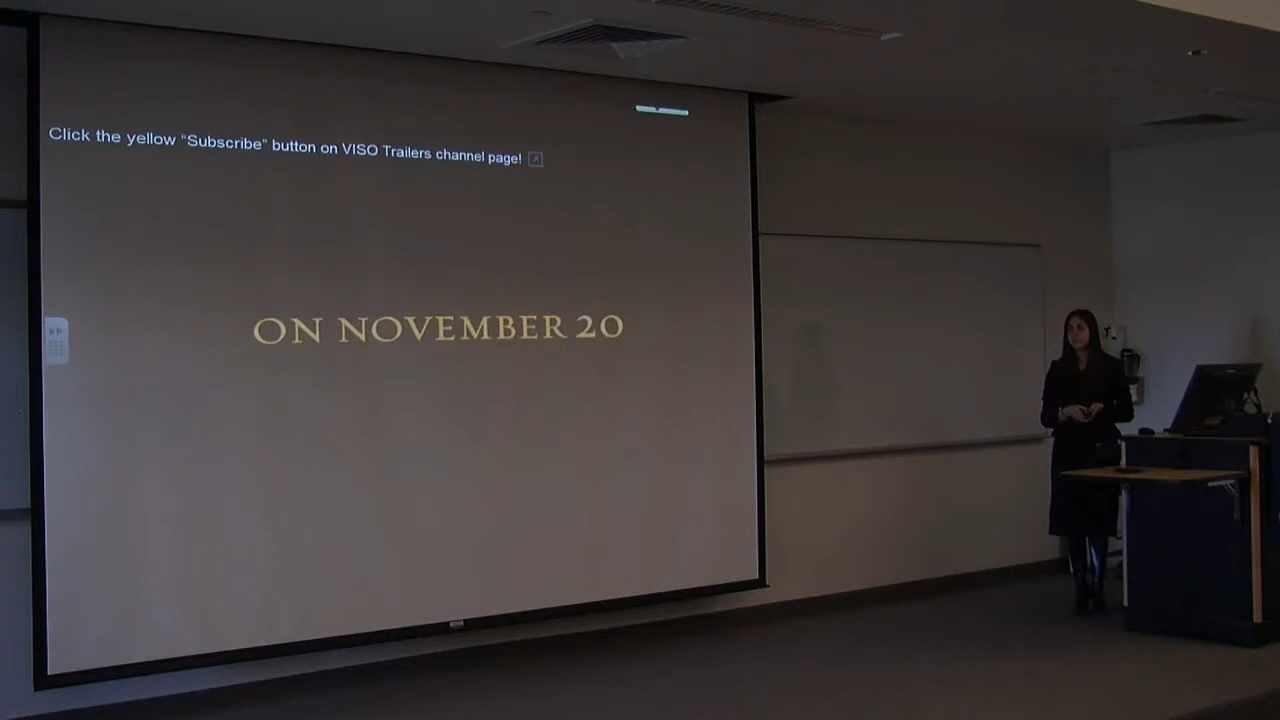 Click the yellow “Subscribe” button on VISO Trailers channel page!
ON NOVEMBER 20